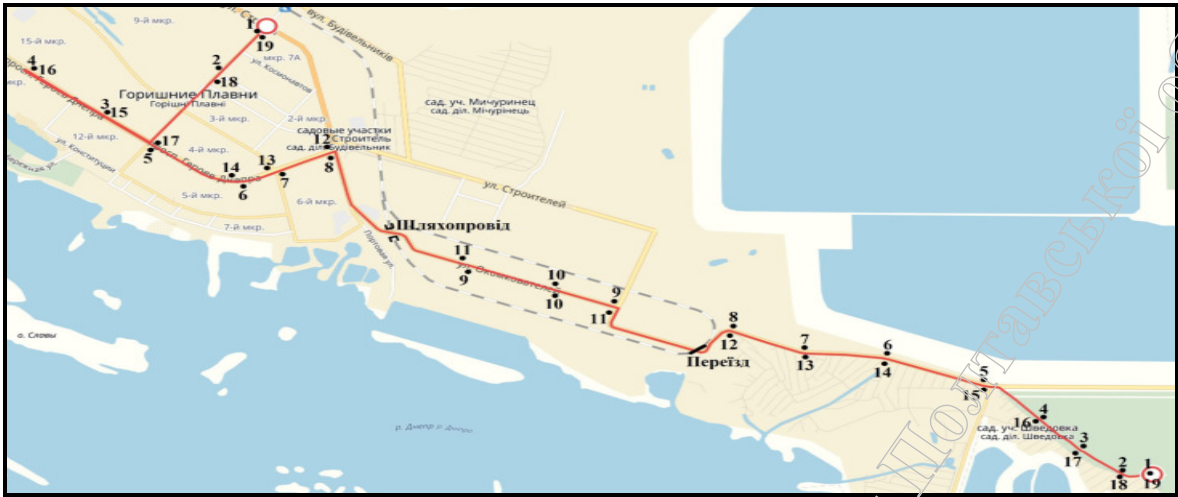 9-й мкр.
вул. Будівельників
1
19
мкр. 7А
15-й мкр.
2
ул. Космонавтов
4
16
18
Горишние Плавни
Горішні Плавні
3
15
3-й мкр.
2-й мкр.
сад. уч. Мичуринец
сад. діл. Мічурінець
садовые участки
Строитель
сад. діл. Будівельник
12
12-й мкр.
17
ул. Конституции
4-й мкр.
5
8
14
13
6
7
5-й мкр.
6-й мкр.
ул. Строителей
7-й мкр.
Шляхопровід
Портовая ул.
11
9
10
10
9
11
8
12
Переїзд
7
13
6
14
5
15
4
16
сад. уч. Шведовка
сад. діл. Шведовка
3
17
2
18
1
19
о. Словы
р. Днепр р. Дніпро
Полтавської